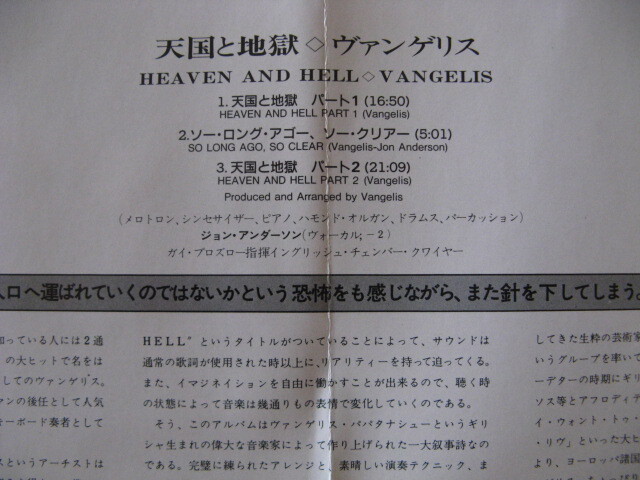 天国と地獄◇ヴァンゲリス
HEAVEN AND HELL◇VANGELIS
1. 天国と地獄 パート1 (16:50)
HEAVEN AND HELL PART 1 (Vangelis)
2. ソー・ロング・アゴー、ソー・クリアー (5:01)
SO LONG AGO, SO CLEAR (Vangelis-Jon Anderson)
3. 天国と地獄 パート2 (21:09)
HEAVEN AND HELL PART 2 (Vangelis)
Produced and Arranged by Vangelis
(メロトロン、シンセサイザー、ピアノ、ハモンド・オルガン、ドラムス、パーカッション)
ジョン・アンダーソン(ヴォーカル; −2)
ガイ・プロズロー指揮イングリッシュ・チェンバー・クワイヤー
人口へ運ばれていくのではないかという恐怖をも感じながら、また針を下してしまう。
知っている人には2通
の大ヒットで名をは
してのヴァンゲリス。
マンの後任として人気
ーボード奏者として
スというアーチストは
HELL”というタイトルがついていることによって、サウンドは
通常の歌詞が使用された時以上に、リアリティーを持って迫ってくる。
また、イマジネイションを自由に働かすことが出来るので、聴く時
の状態によって音楽は幾通りもの表情で変化していくのである。
そう、このアルバムはヴァンゲリス・パパタナシューというギリ
シャ生まれの偉大な音楽家によって作り上げられた一大叙事詩なの
である。完璧に練られたアレンジと、素晴しい演奏テクニック、ま
してきた生粋の芸術家
いうグループを率いて
ーデターの時期にギリ
ソス等とアフロディテ
イ・ウォント・トゥ・
・リヴ」といった大ヒ
より、ヨーロッパ諸国